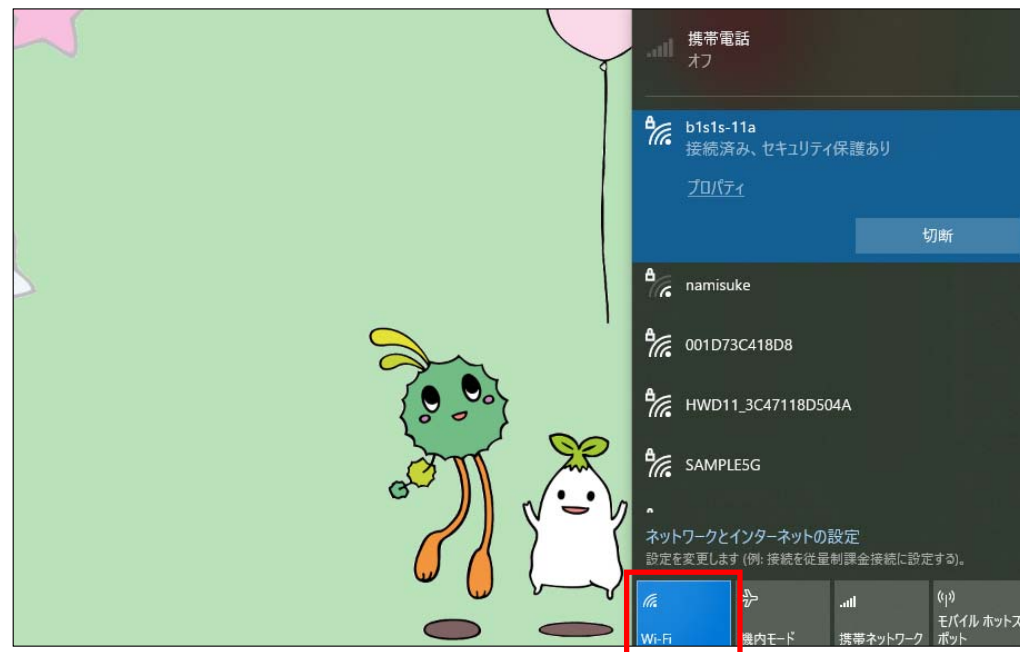 携帯電話
オフ
b1s1s-11a
接続済み、セキュリティ保護あり
プロパティ
切断
namisuke
001D73C418D8
HWD11_3C47118D504A
SAMPLE5G
ネットワークとインターネットの設定
設定を変更します (例: 接続を従量制課金接続に設定する)。
Wi-Fi
機内モード
携帯ネットワーク
モバイル ホットス
ポット